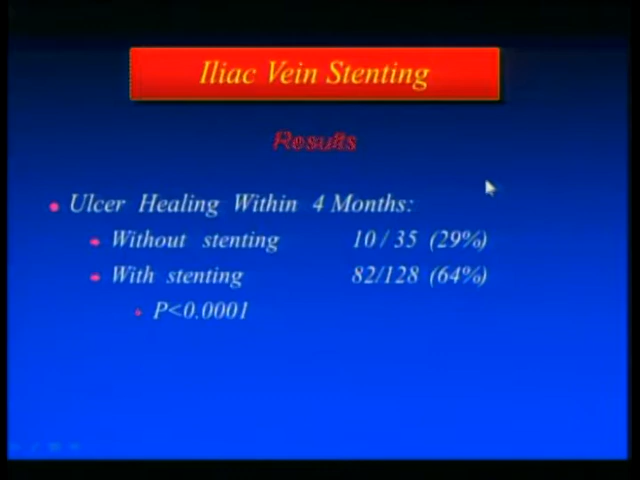 Iliac Vein Stenting
Results
Ulcer Healing Within 4 Months:
Without stenting 10 / 35 (29%)
With stenting 82/128 (64%)
P<0.0001